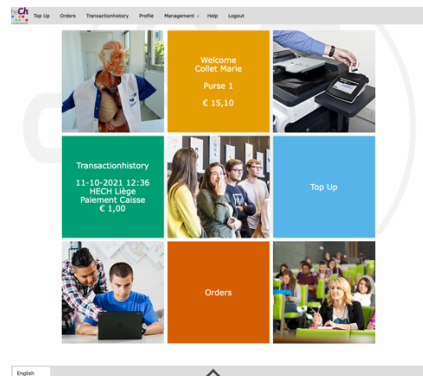 Ch
Top Up
Orders
Transactionhistory
Profile
Management
Help
Logout
Welcome
Collet Marie
Purse 1
€ 15,10
Transactionhistory
11-10-2021 12:36
HECH Liège
Paiement Caisse
€ 1,00
Top Up
Orders
English